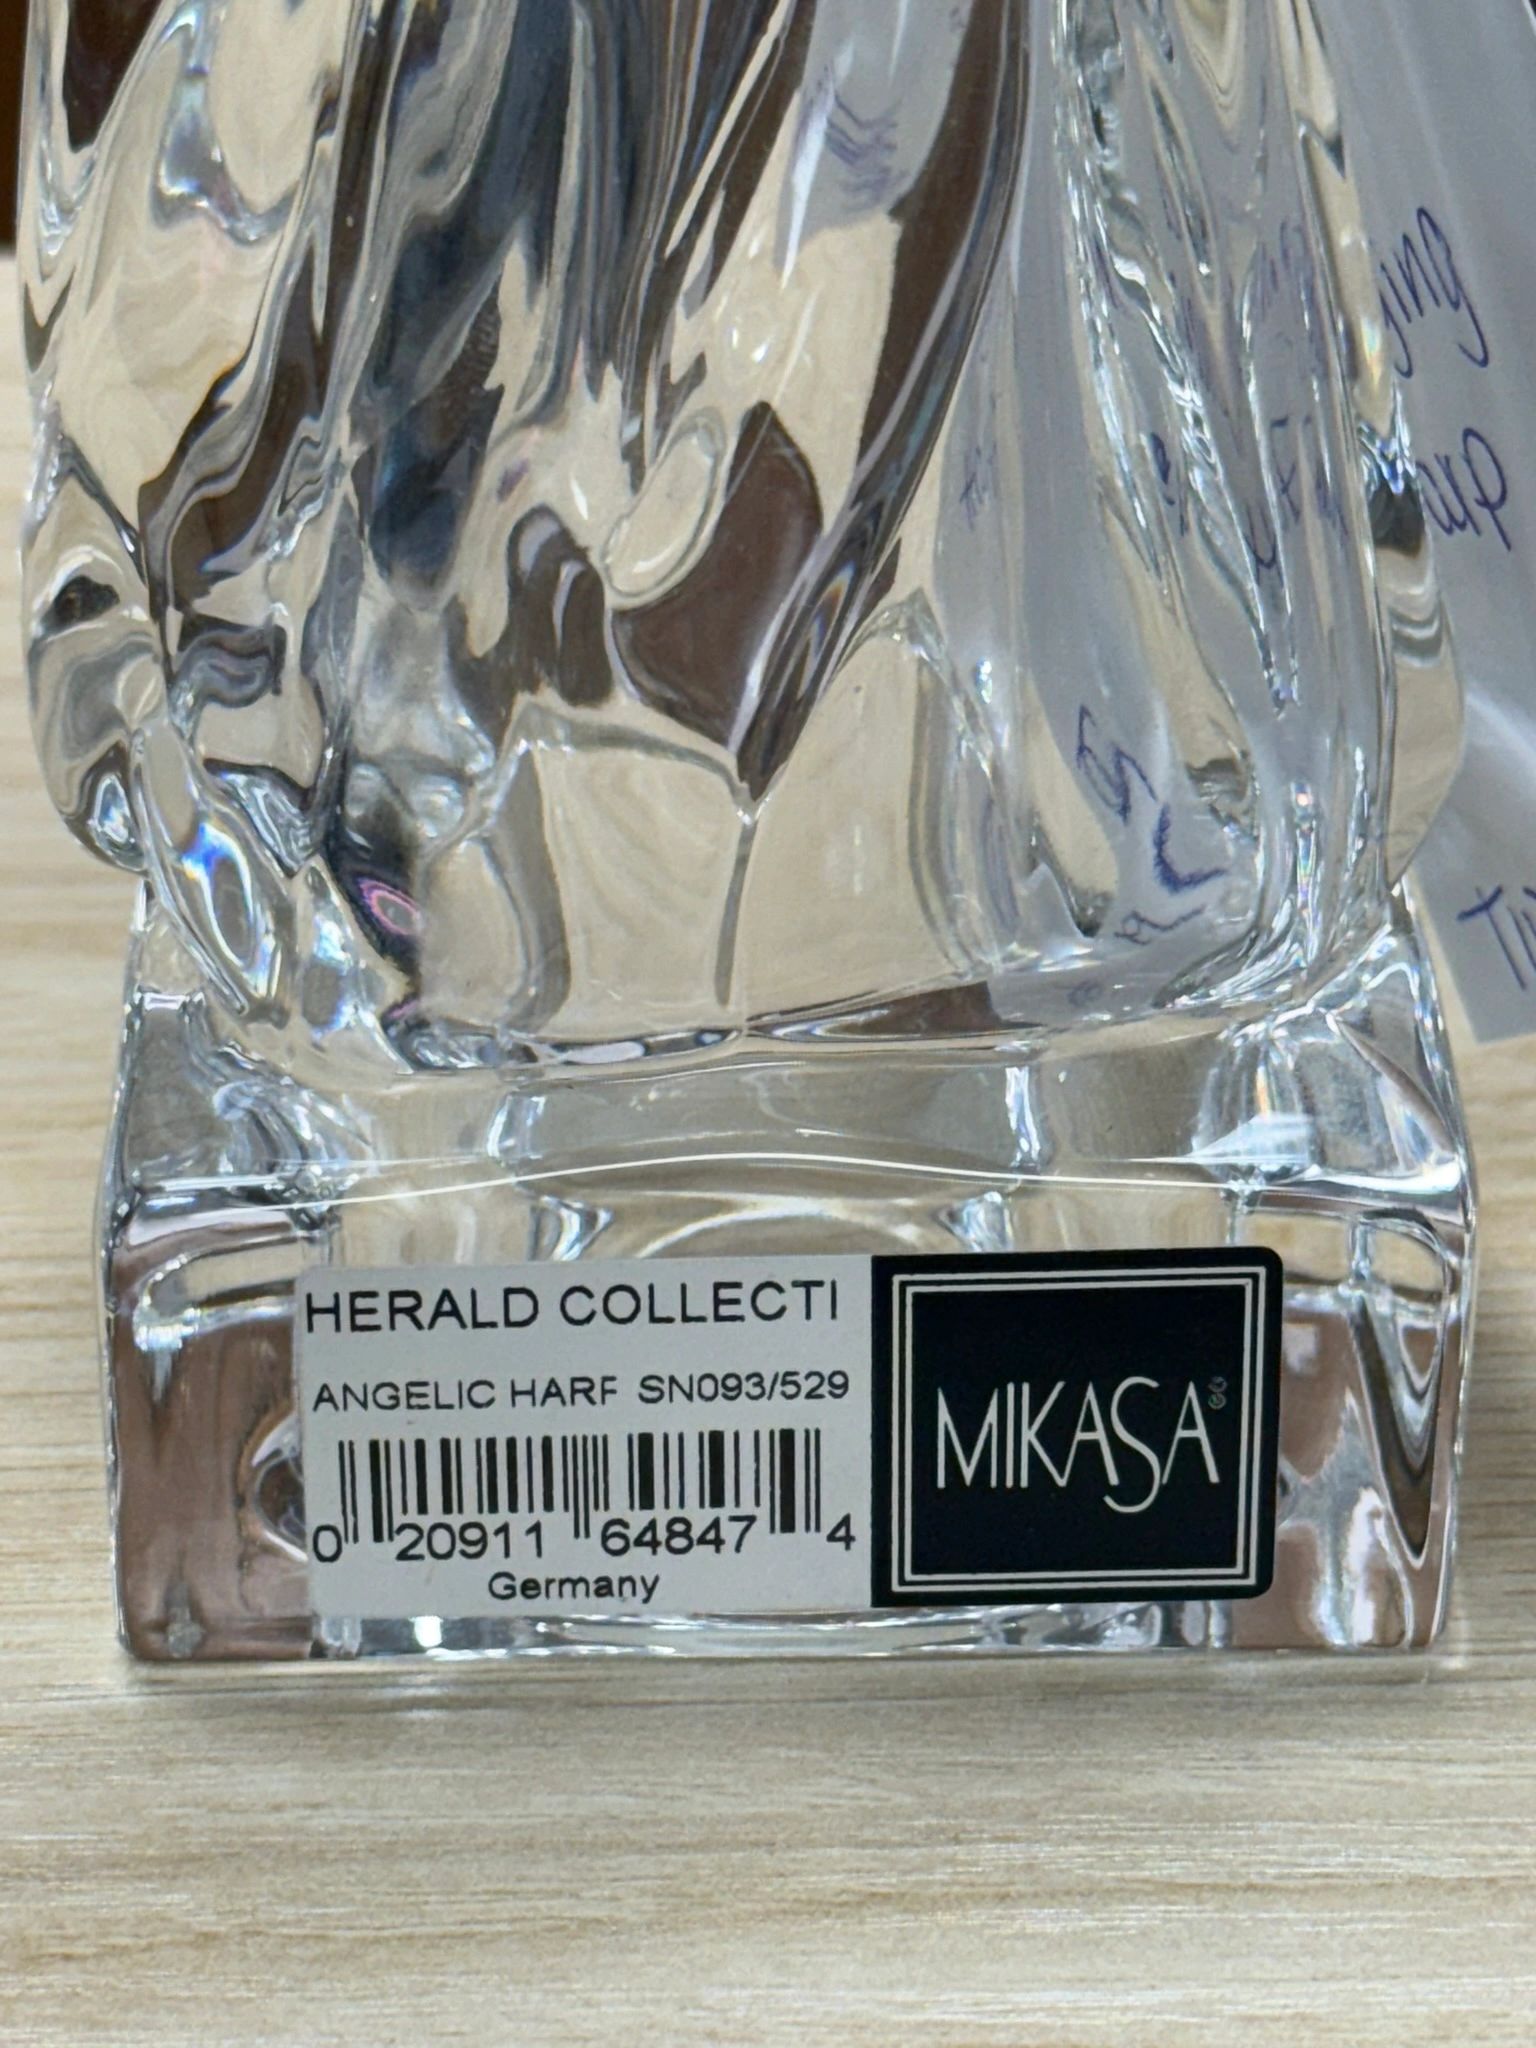 HERALD COLLECTI
ANGELIC HARF SN093/529
0 20911 64847 4
Germany
MIKASA